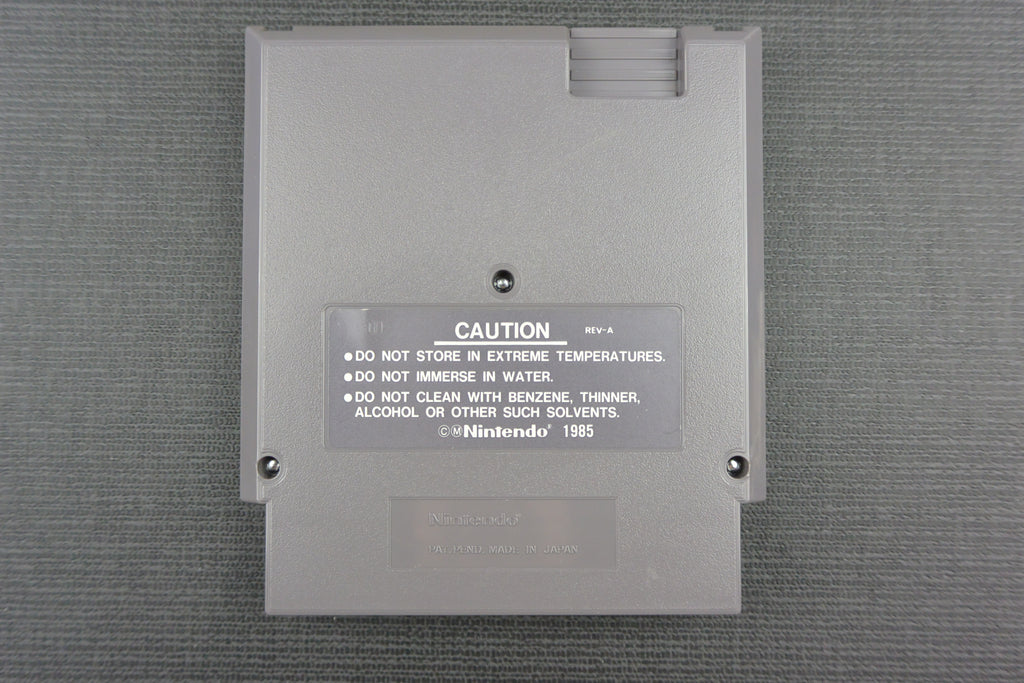 CAUTION REV-A
●DO NOT STORE IN EXTREME TEMPERATURES.
●DO NOT IMMERSE IN WATER.
●DO NOT CLEAN WITH BENZENE, THINNER,
ALCOHOL OR OTHER SUCH SOLVENTS.
©ⓂNintendo® 1985
Nintendo®
PAT. PEND. MADE IN JAPAN